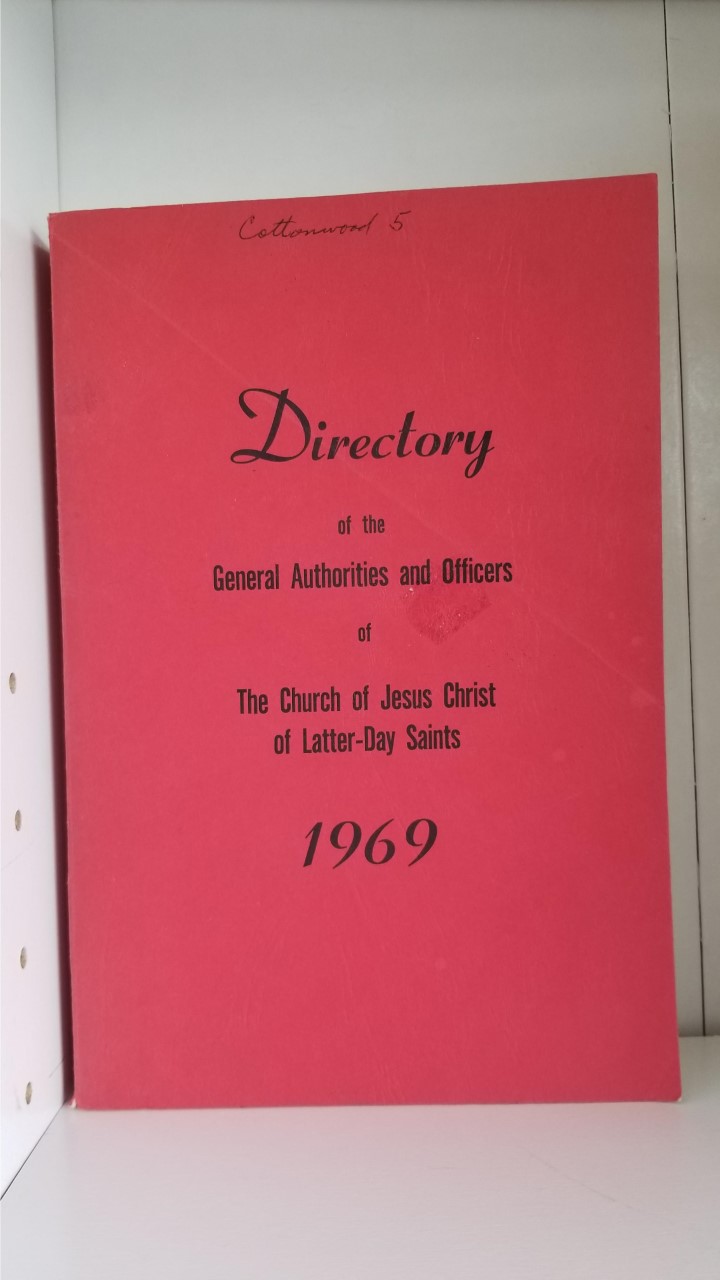 Cottonwood 5
Directory
of the
General Authorities and Officers
of
The Church of Jesus Christ
of Latter-Day Saints
1969